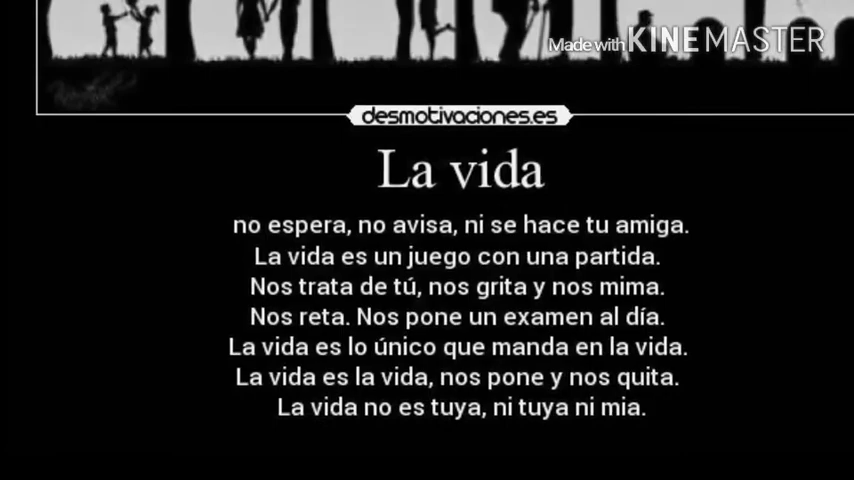 Made with KINEMASTER
desmotivaciones.es
La vida
no espera, no avisa, ni se hace tu amiga.
La vida es un juego con una partida.
Nos trata de tú, nos grita y nos mima.
Nos reta. Nos pone un examen al día.
La vida es lo único que manda en la vida.
La vida es la vida, nos pone y nos quita.
La vida no es tuya, ni tuya ni mia.